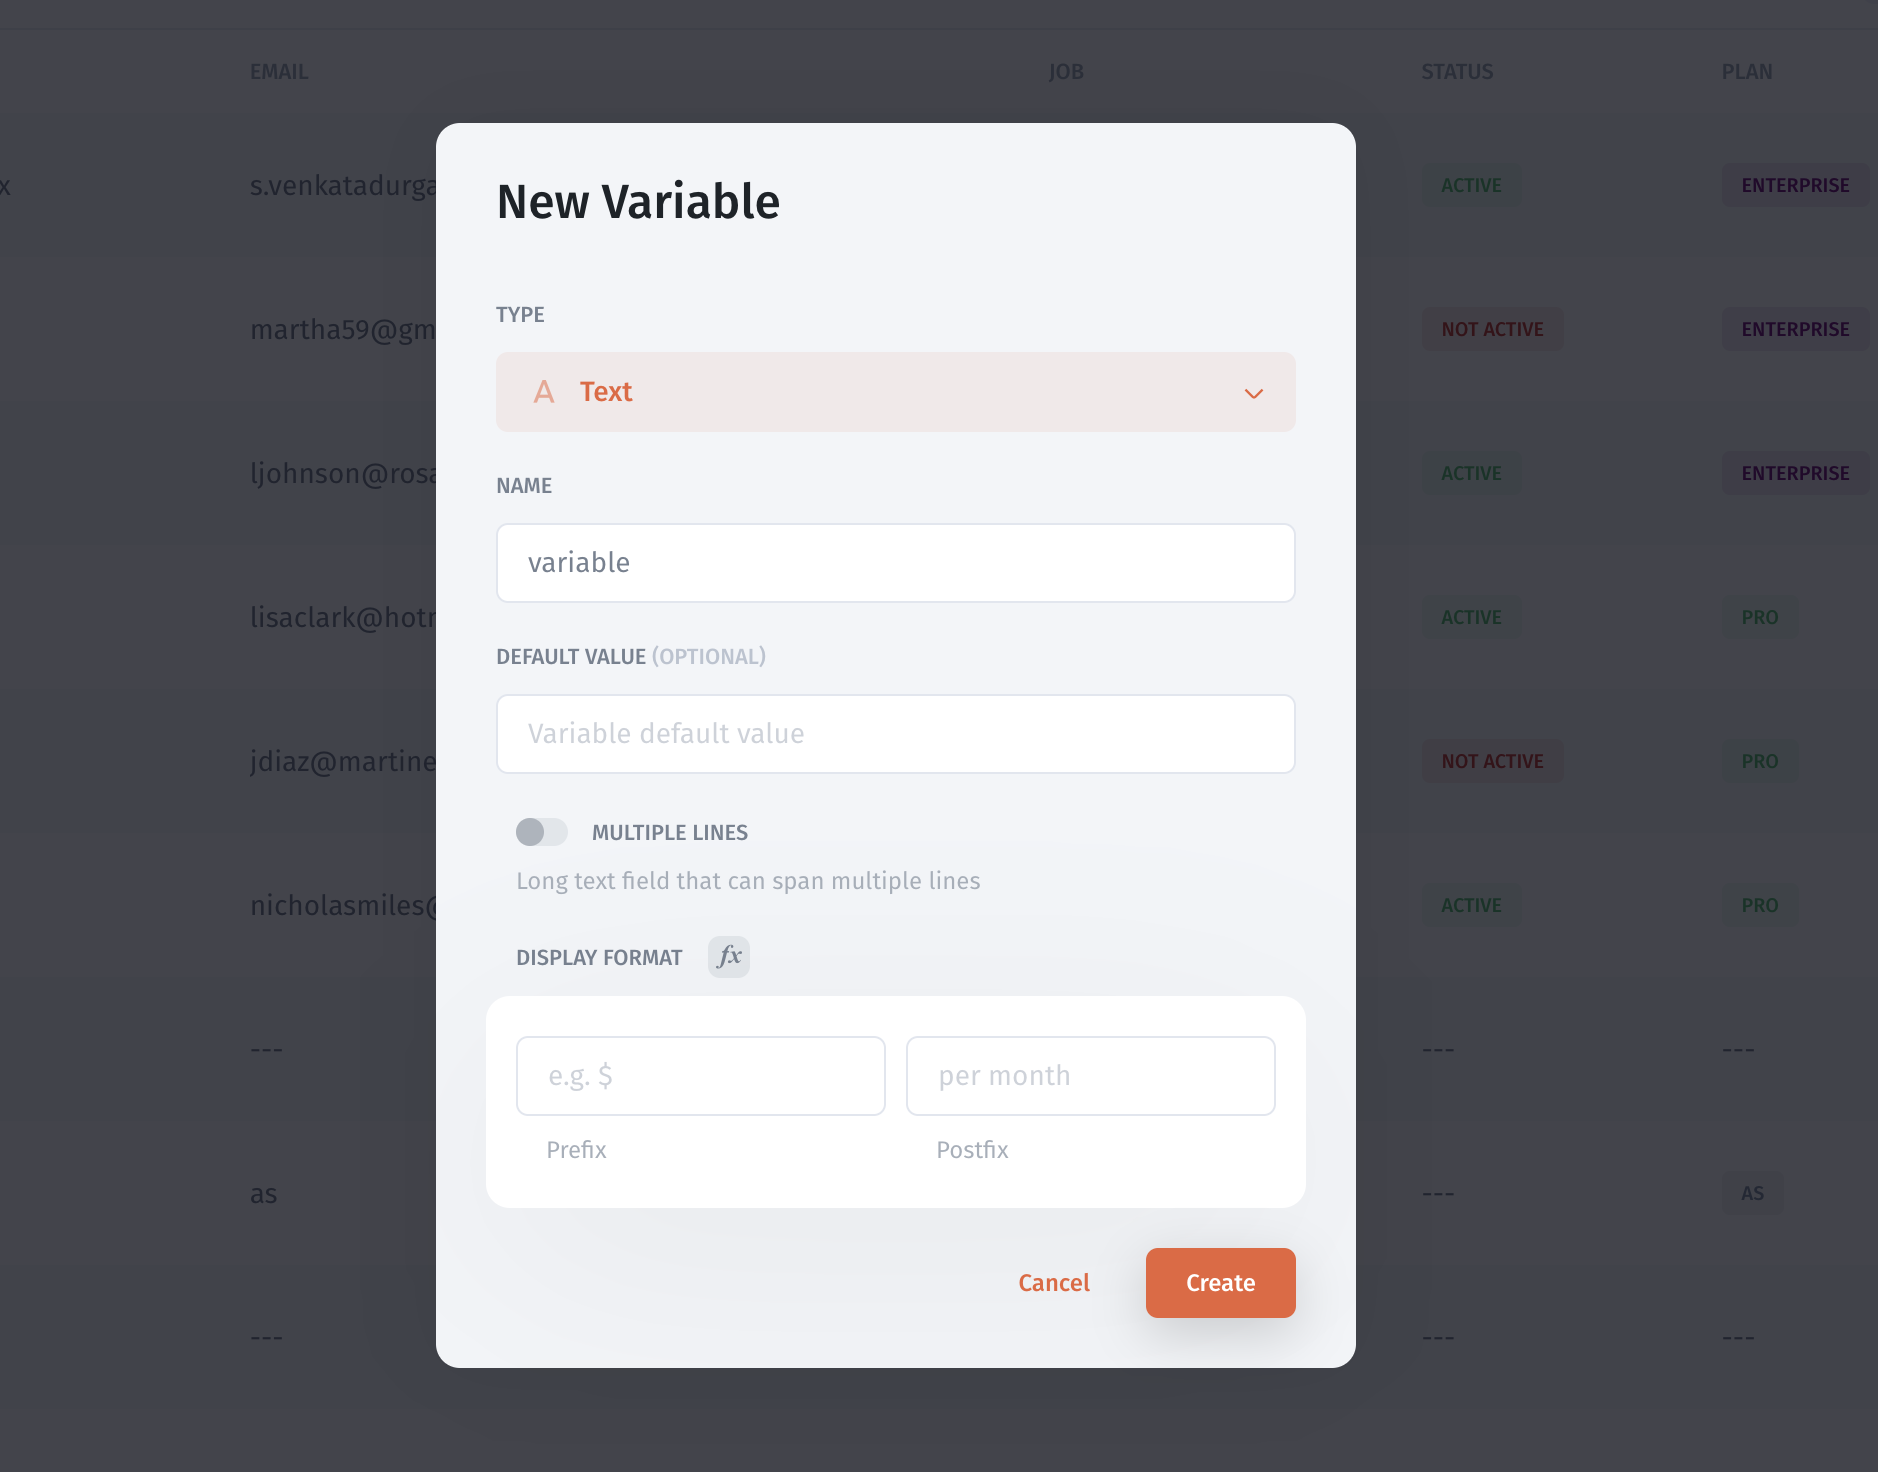 EMAIL JOB STATUS PLAN
x s.venkatadurga ACTIVE ENTERPRISE
New Variable
TYPE
martha59@gm NOT ACTIVE ENTERPRISE
A Text
ljohnson@rosa ACTIVE ENTERPRISE
NAME
variable
lisaclark@hotr ACTIVE PRO
DEFAULT VALUE (OPTIONAL)
Variable default value
jdiaz@martine NOT ACTIVE PRO
MULTIPLE LINES
Long text field that can span multiple lines
nicholasmiles@ ACTIVE PRO
DISPLAY FORMAT fx
--- --- ---
e.g. $ per month
Prefix Postfix
as --- AS
Cancel Create
--- --- ---